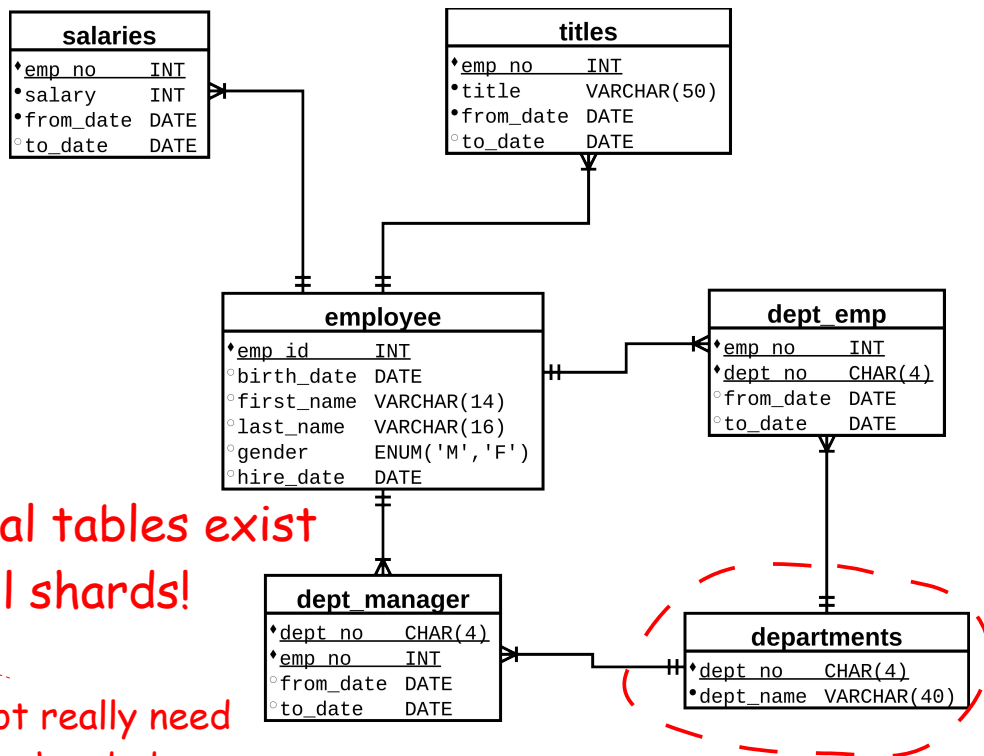 salaries
emp_no INT
salary INT
from_date DATE
to_date DATE
titles
emp_no INT
title VARCHAR(50)
from_date DATE
to_date DATE
employee
emp_id INT
birth_date DATE
first_name VARCHAR(14)
last_name VARCHAR(16)
gender ENUM('M','F')
hire_date DATE
dept_emp
emp_no INT
dept_no CHAR(4)
from_date DATE
to_date DATE
al tables exist
l shards!
dept_manager
dept_no CHAR(4)
emp_no INT
from_date DATE
to_date DATE
departments
dept_no CHAR(4)
dept_name VARCHAR(40)
ot really need